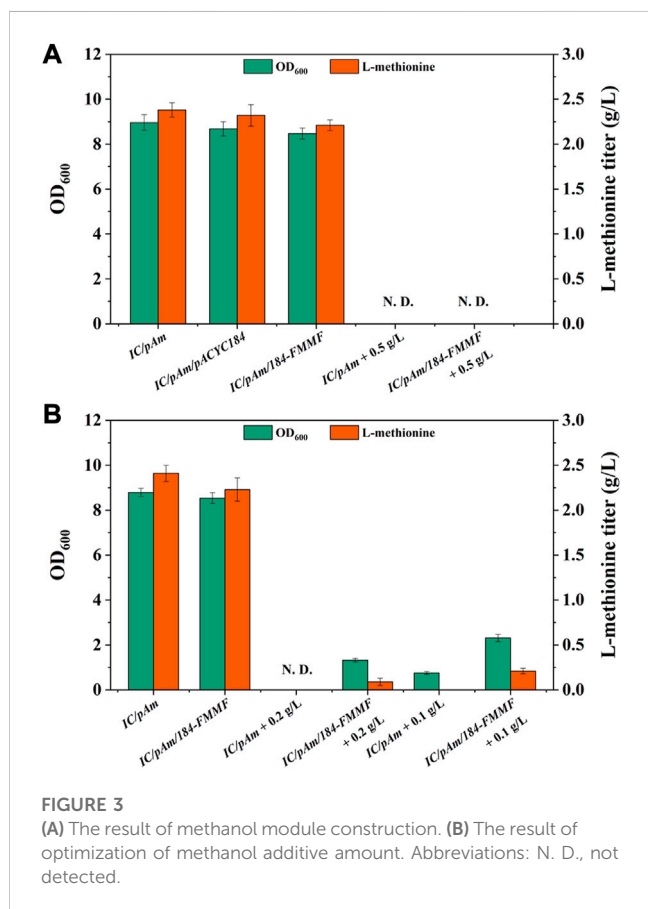 A
OD600
L-methionine
12
10
8
6
4
2
0
OD600
3.0
2.5
2.0
1.5
1.0
0.5
0.0
L-methionine titer (g/L)
N. D.
N. D.
IC/pAm
IC/pAm/pACYC184
IC/pAm/184-FMMF
IC/pAm + 0.5 g/L
IC/pAm/184-FMMF
+ 0.5 g/L
B
OD600
L-methionine
12
10
8
6
4
2
0
OD600
3.0
2.5
2.0
1.5
1.0
0.5
0.0
L-methionine titer (g/L)
N. D.
IC/pAm
IC/pAm/184-FMMF
IC/pAm + 0.2 g/L
IC/pAm/184-FMMF
+ 0.2 g/L
IC/pAm + 0.1 g/L
IC/pAm/184-FMMF
+ 0.1 g/L
FIGURE 3
(A) The result of methanol module construction. (B) The result of
optimization of methanol additive amount. Abbreviations: N. D., not
detected.